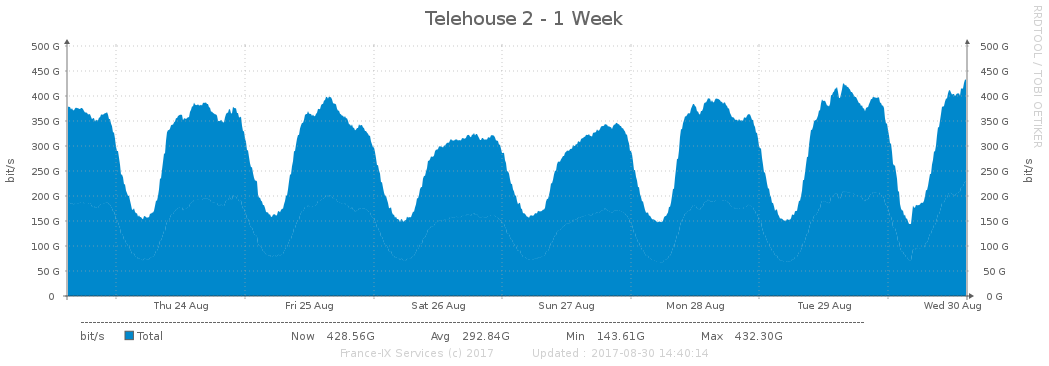 Telehouse 2 - 1 Week
RRDTOOL / TOBI OETIKER
500 G 500 G
450 G 450 G
400 G 400 G
350 G 350 G
300 G 300 G
250 G 250 G
200 G 200 G
150 G 150 G
100 G 100 G
50 G 50 G
0 0 G
bit/s bit/s
Thu 24 Aug Fri 25 Aug Sat 26 Aug Sun 27 Aug Mon 28 Aug Tue 29 Aug Wed 30 Aug
bit/s Total Now 428.56G Avg 292.84G Min 143.61G Max 432.30G
France-IX Services (c) 2017 Updated : 2017-08-30 14:40:14